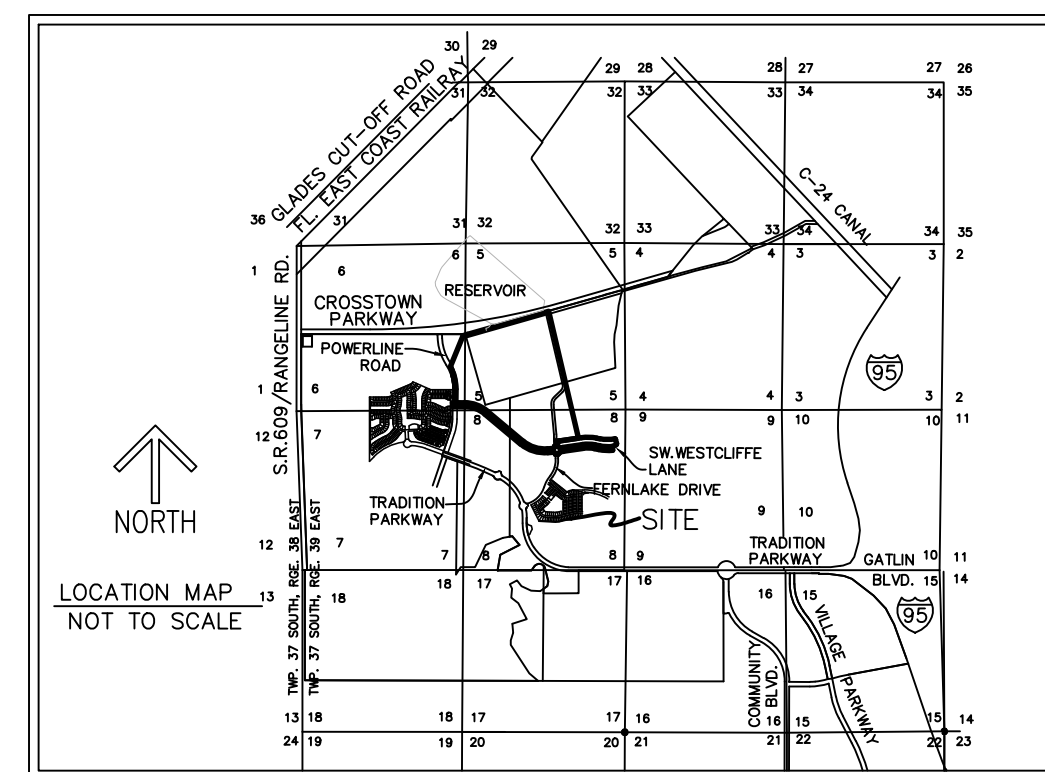 30 29
29 28
28 27
27 26
31 32
32 33
33 34
34 35
GLADES CUT-OFF ROAD
FL. EAST COAST RAILRAY
C-24 CANAL
36 31
31 32
32 33
33 34
34 35
1 6
6 5
5 4
4 3
3 2
RESERVOIR
CROSSTOWN
PARKWAY
S.R.609/RANGELINE RD.
POWERLINE
ROAD
95
1 6
5
5 4
4 3
3 2
12 7
8
8 9
9 10
10 11
SW.WESTCLIFFE
LANE
FERNLAKE DRIVE
SITE
TRADITION
PARKWAY
NORTH
9 10
TRADITION
PARKWAY
GATLIN
BLVD.
12 7
7 8
8 9
10 11
LOCATION MAP
NOT TO SCALE
TWP. 37 SOUTH, RGE. 38 EAST
TWP. 37 SOUTH, RGE. 39 EAST
13 18
18 17
17 16
16 15
15 14
95
COMMUNITY
BLVD.
VILLAGE PARKWAY
13 18
18 17
17 16
16 15
15 14
24 19
19 20
20 21
21 22
22 23